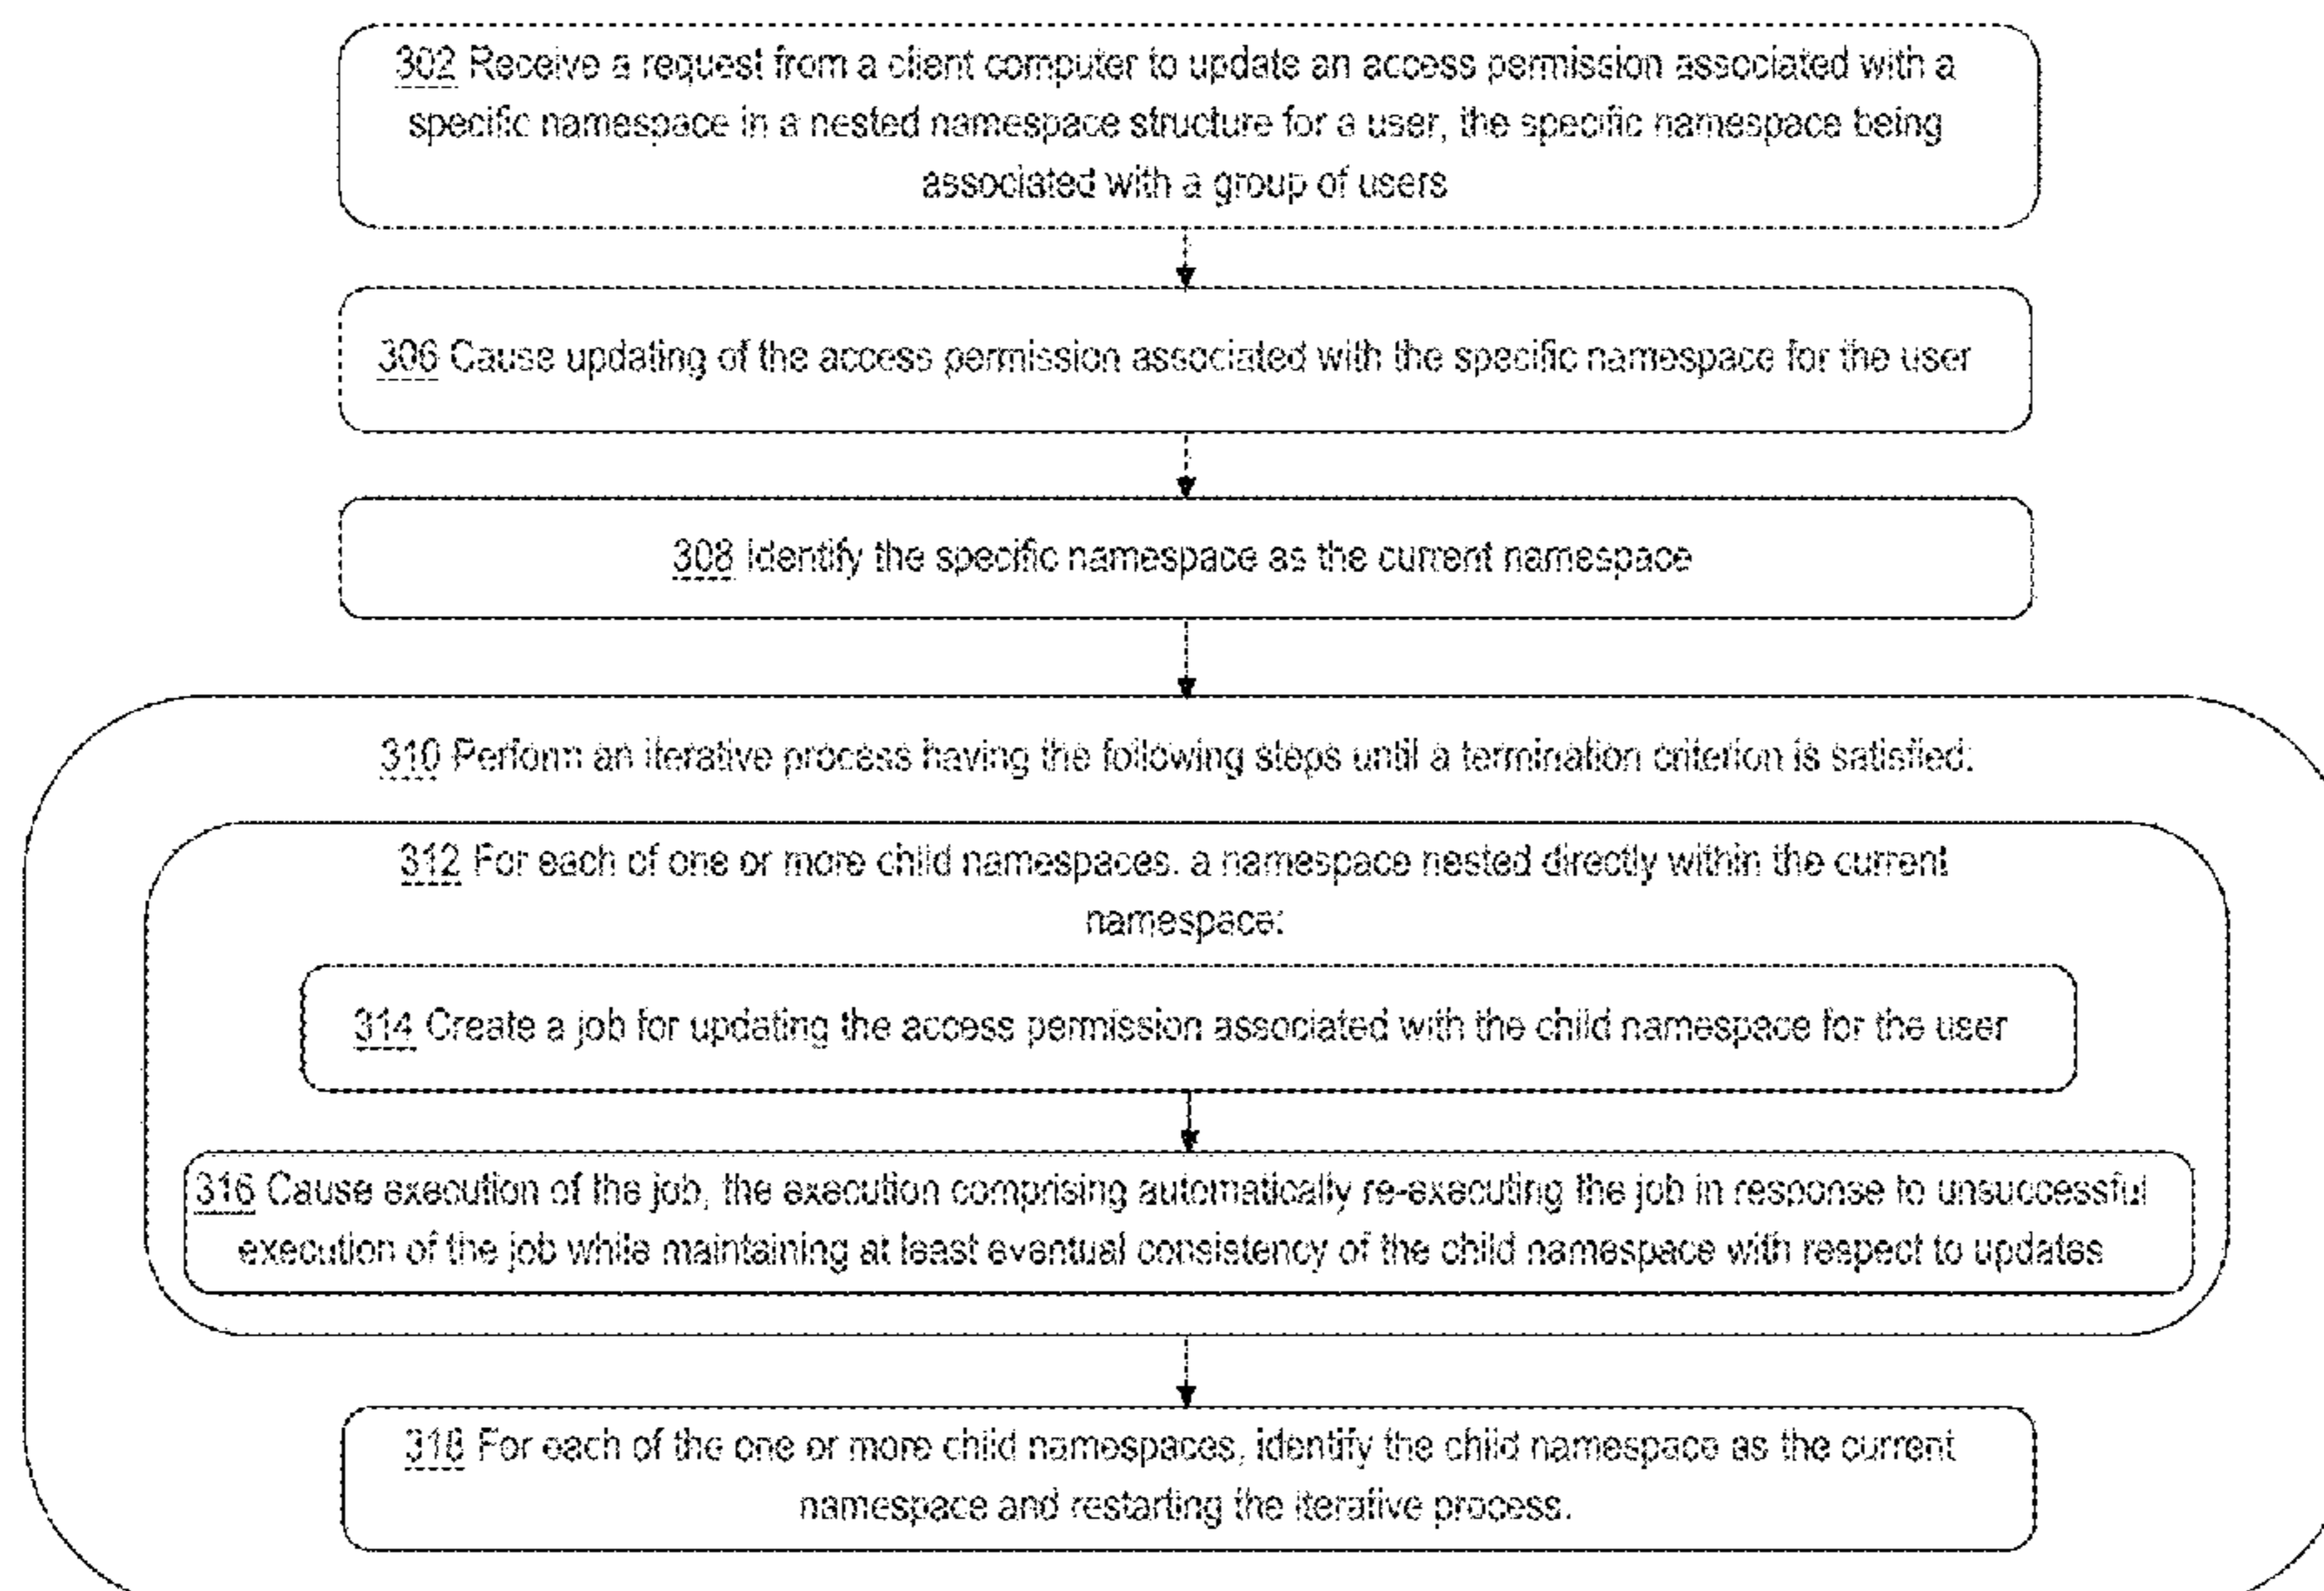 302 Receive a request from a client computer to update an access permission associated with a
specific namespace in a nested namespace structure for a user, the specific namespace being
associated with a group of users
306 Cause updating of the access permission associated with the specific namespace for the user
308 Identify the specific namespace as the current namespace
310 Perform an iterative process having the following steps until a termination criterion is satisfied:
312 For each of one or more child namespaces. a namespace nested directly within the current
namespace:
314 Create a job for updating the access permission associated with the child namespace for the user
316 Cause execution of the job, the execution comprising automatically re-executing the job in response to unsuccessful
execution of the job while maintaining at least eventual consistency of the child namespace with respect to updates
318 For each of the one or more child namespaces, identify the child namespace as the current
namespace and restarting the iterative process.